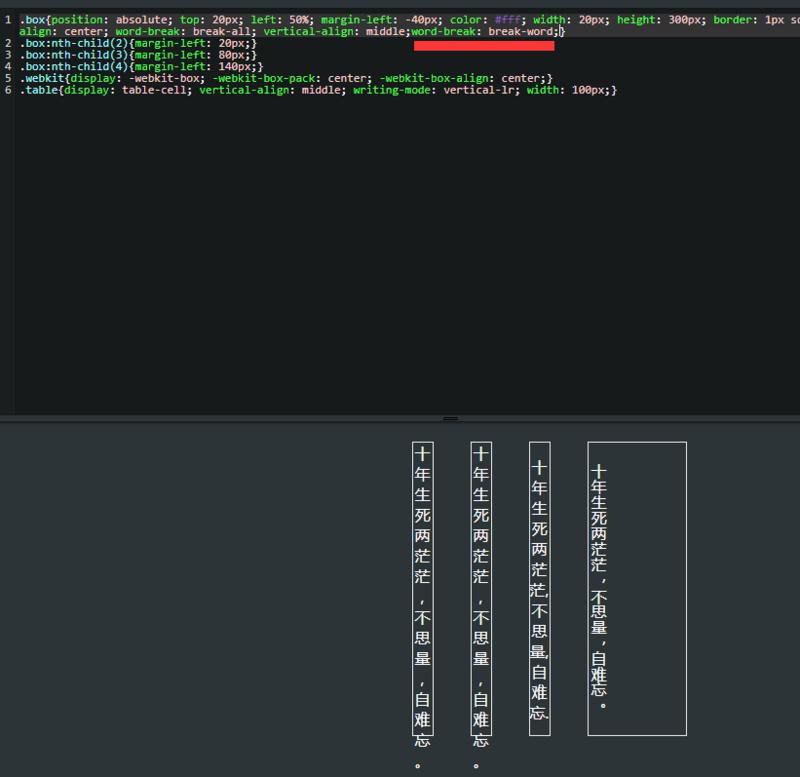 1 .box{position: absolute; top: 20px; left: 50%; margin-left: -40px; color: #fff; width: 20px; height: 300px; border: 1px so
align: center; word-break: break-all; vertical-align: middle;word-break: break-word;}
2 .box:nth-child(2){margin-left: 20px;}
3 .box:nth-child(3){margin-left: 80px;}
4 .box:nth-child(4){margin-left: 140px;}
5 .webkit{display: -webkit-box; -webkit-box-pack: center; -webkit-box-align: center;}
6 .table{display: table-cell; vertical-align: middle; writing-mode: vertical-lr; width: 100px;}
十年生死两茫茫，不思量，自难忘。
十年生死两茫茫，不思量，自难忘。
十年生死两茫茫,不思量,自难忘.
十年生死两茫茫，不思量，自难忘。